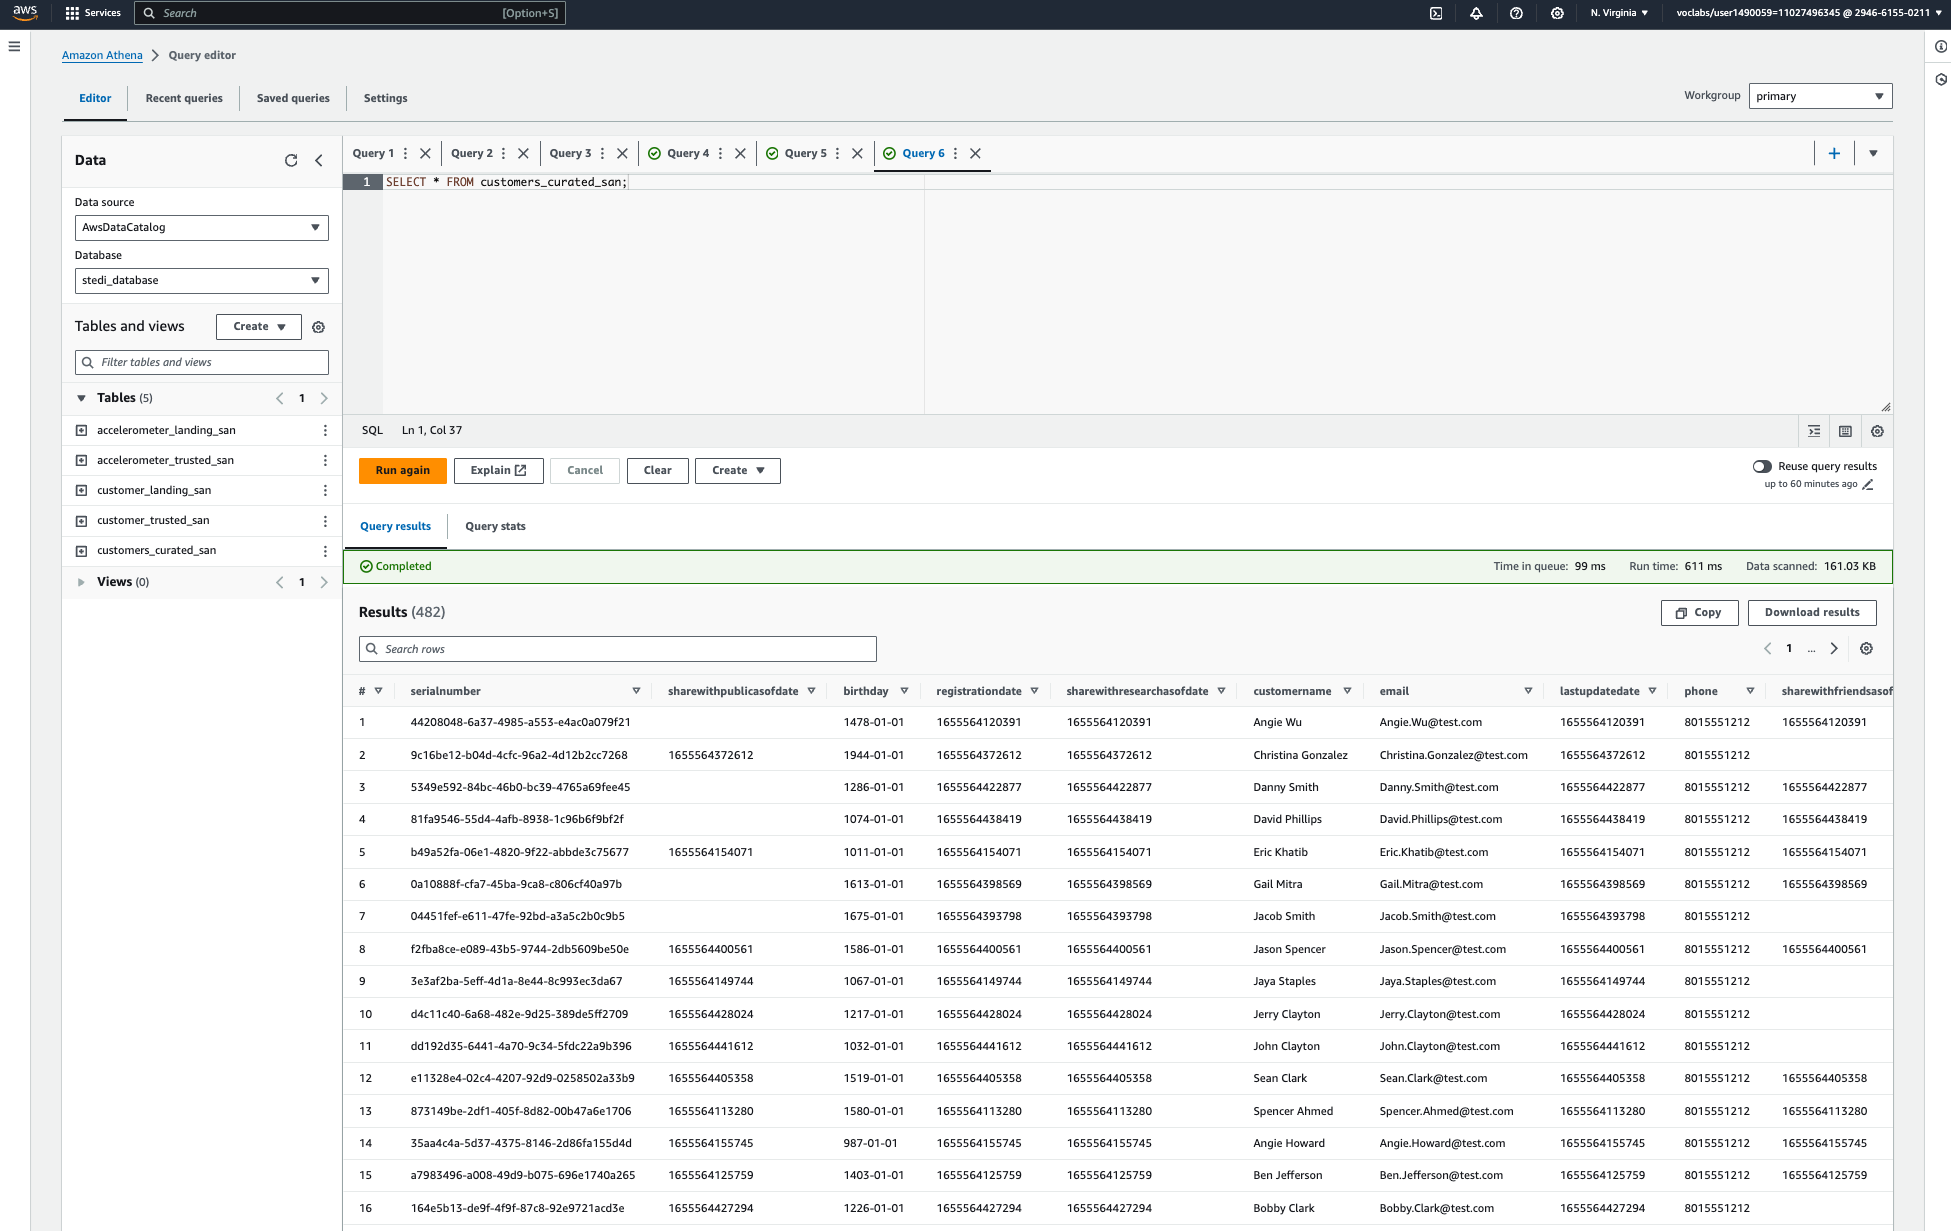 aws Services Search [Option+S] N. Virginia voclabs/user1490059=11027496345 @ 2946-6155-0211
Amazon Athena Query editor
Editor Recent queries Saved queries Settings Workgroup primary
Data
Data source
AwsDataCatalog
Database
stedi_database
Tables and views Create
Filter tables and views
Tables (5) 1
accelerometer_landing_san
accelerometer_trusted_san
customer_landing_san
customer_trusted_san
customers_curated_san
Views (0) 1
Query 1 Query 2 Query 3 Query 4 Query 5 Query 6
1 SELECT * FROM customers_curated_san;
SQL Ln 1, Col 37
Run again Explain Cancel Clear Create Reuse query results
up to 60 minutes ago
Query results Query stats
Completed Time in queue: 99 ms Run time: 611 ms Data scanned: 161.03 KB
Results (482) Copy Download results
Search rows 1 ...
# serialnumber sharewithpublicasofdate birthday registrationdate sharewithresearchasofdate customername email lastupdatedate phone sharewithfriendsasof
1 44208048-6a37-4985-a553-e4ac0a079f21 1478-01-01 1655564120391 1655564120391 Angie Wu Angie.Wu@test.com 1655564120391 8015551212 1655564120391
2 9c16be12-b04d-4cfc-96a2-4d12b2cc7268 1655564372612 1944-01-01 1655564372612 1655564372612 Christina Gonzalez Christina.Gonzalez@test.com 1655564372612 8015551212
3 5349e592-84bc-46b0-bc39-4765a69fee45 1286-01-01 1655564422877 1655564422877 Danny Smith Danny.Smith@test.com 1655564422877 8015551212 1655564422877
4 81fa9546-55d4-4afb-8938-1c96b6f9bf2f 1074-01-01 1655564438419 1655564438419 David Phillips David.Phillips@test.com 1655564438419 8015551212 1655564438419
5 b49a52fa-06e1-4820-9f22-abbde3c75677 1655564154071 1011-01-01 1655564154071 1655564154071 Eric Khatib Eric.Khatib@test.com 1655564154071 8015551212 1655564154071
6 0a10888f-cfa7-45ba-9ca8-c806cf40a97b 1613-01-01 1655564398569 1655564398569 Gail Mitra Gail.Mitra@test.com 1655564398569 8015551212 1655564398569
7 04451fef-e611-47fe-92bd-a3a5c2b0c9b5 1675-01-01 1655564393798 1655564393798 Jacob Smith Jacob.Smith@test.com 1655564393798 8015551212
8 f2fba8ce-e089-43b5-9744-2db5609be50e 1655564400561 1586-01-01 1655564400561 1655564400561 Jason Spencer Jason.Spencer@test.com 1655564400561 8015551212 1655564400561
9 3e3af2ba-5eff-4d1a-8e44-8c993ec3da67 1655564149744 1067-01-01 1655564149744 1655564149744 Jaya Staples Jaya.Staples@test.com 1655564149744 8015551212
10 d4c11c40-6a68-482e-9d25-389de5ff2709 1655564428024 1217-01-01 1655564428024 1655564428024 Jerry Clayton Jerry.Clayton@test.com 1655564428024 8015551212
11 dd192d35-6441-4a70-9c34-5fdc22a9b396 1655564441612 1032-01-01 1655564441612 1655564441612 John Clayton John.Clayton@test.com 1655564441612 8015551212
12 e11328e4-02c4-4207-92d9-0258502a33b9 1655564405358 1519-01-01 1655564405358 1655564405358 Sean Clark Sean.Clark@test.com 1655564405358 8015551212 1655564405358
13 873149be-2df1-405f-8d82-00b47a6e1706 1655564113280 1580-01-01 1655564113280 1655564113280 Spencer Ahmed Spencer.Ahmed@test.com 1655564113280 8015551212 1655564113280
14 35aa4c4a-5d37-4375-8146-2d86fa155d4d 1655564155745 987-01-01 1655564155745 1655564155745 Angie Howard Angie.Howard@test.com 1655564155745 8015551212 1655564155745
15 a7983496-a008-49d9-b075-696e1740a265 1655564125759 1403-01-01 1655564125759 1655564125759 Ben Jefferson Ben.Jefferson@test.com 1655564125759 8015551212 1655564125759
16 164e5b13-de9f-4f9f-87c8-92e9721acd3e 1655564427294 1226-01-01 1655564427294 1655564427294 Bobby Clark Bobby.Clark@test.com 1655564427294 8015551212